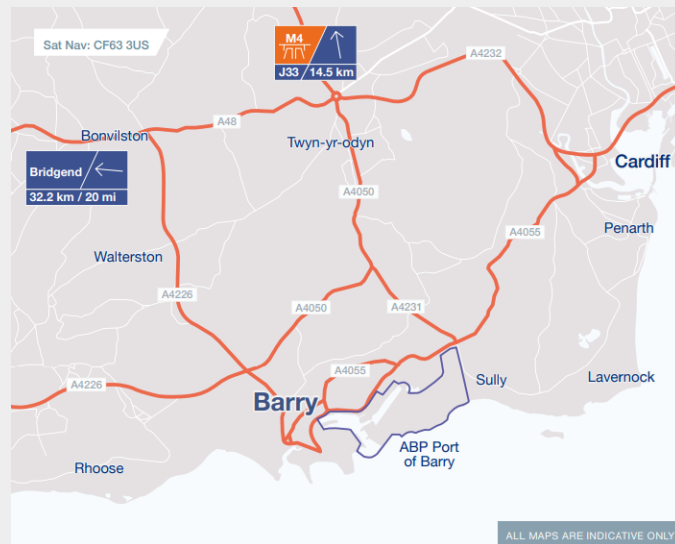 Sat Nav: CF63 3US
M4
J33 / 14.5 km
A4232
A48
Bonvilston
Twyn-yr-odyn
Cardiff
Bridgend
32.2 km / 20 mi
A4050
Penarth
A4055
Walterston
A4226
A4050
A4231
A4055
A4226
Sully
Lavernock
Barry
ABP Port
of Barry
Rhoose
ALL MAPS ARE INDICATIVE ONLY